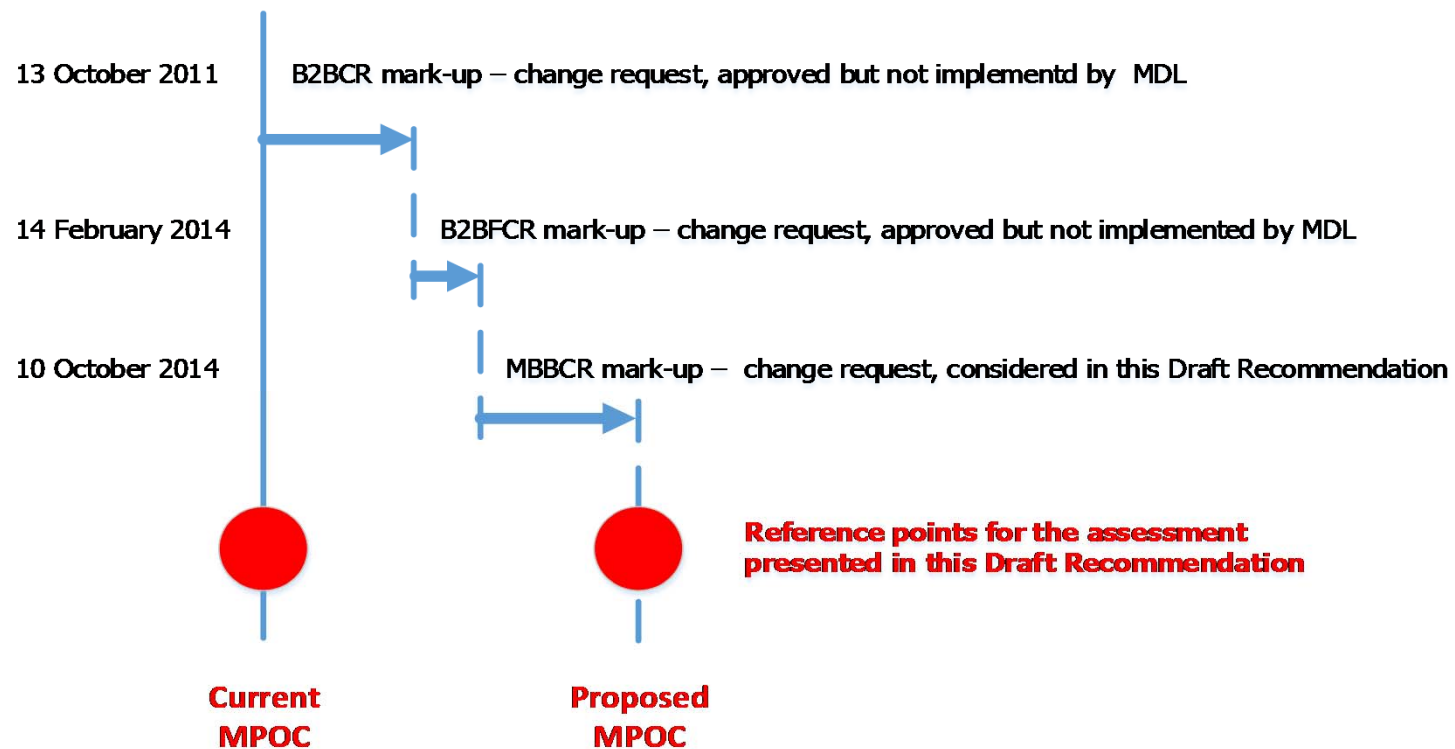 13 October 2011 B2BCR mark-up – change request, approved but not implementd by MDL
14 February 2014 B2BFCR mark-up – change request, approved but not implemented by MDL
10 October 2014 MBBCR mark-up – change request, considered in this Draft Recommendation
Reference points for the assessment
presented in this Draft Recommendation
Current
MPOC
Proposed
MPOC